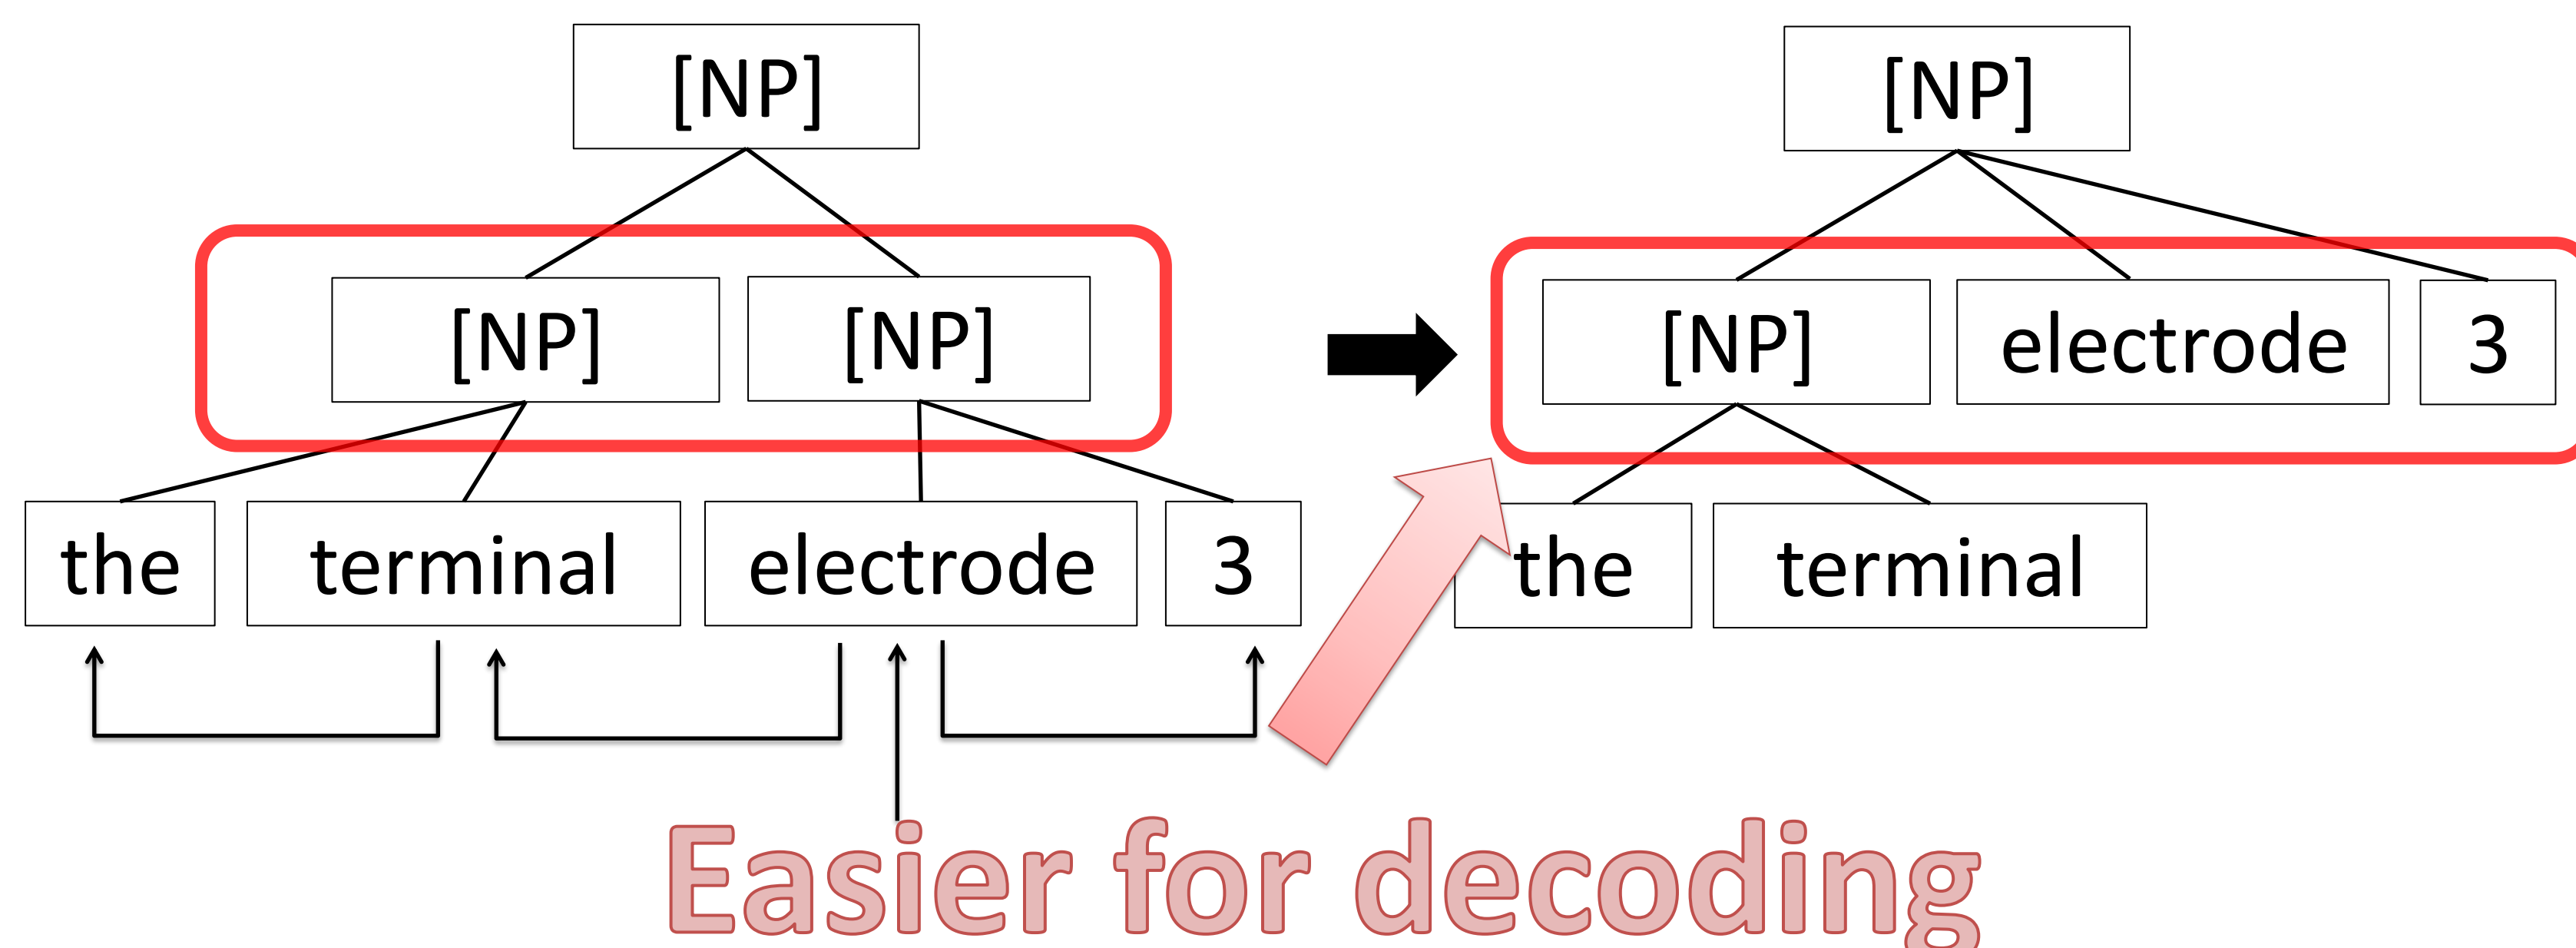 [NP]
[NP] [NP]
the terminal electrode 3
[NP]
[NP] electrode 3
the terminal
Easier for decoding